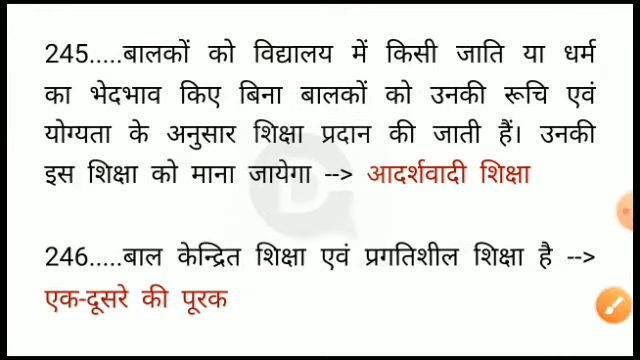 245.....बालकों को विद्यालय में किसी जाति या धर्म
का भेदभाव किए बिना बालकों को उनकी रूचि एवं
योग्यता के अनुसार शिक्षा प्रदान की जाती हैं। उनकी
इस शिक्षा को माना जायेगा --> आदर्शवादी शिक्षा
246.....बाल केन्द्रित शिक्षा एवं प्रगतिशील शिक्षा है -->
एक-दूसरे की पूरक